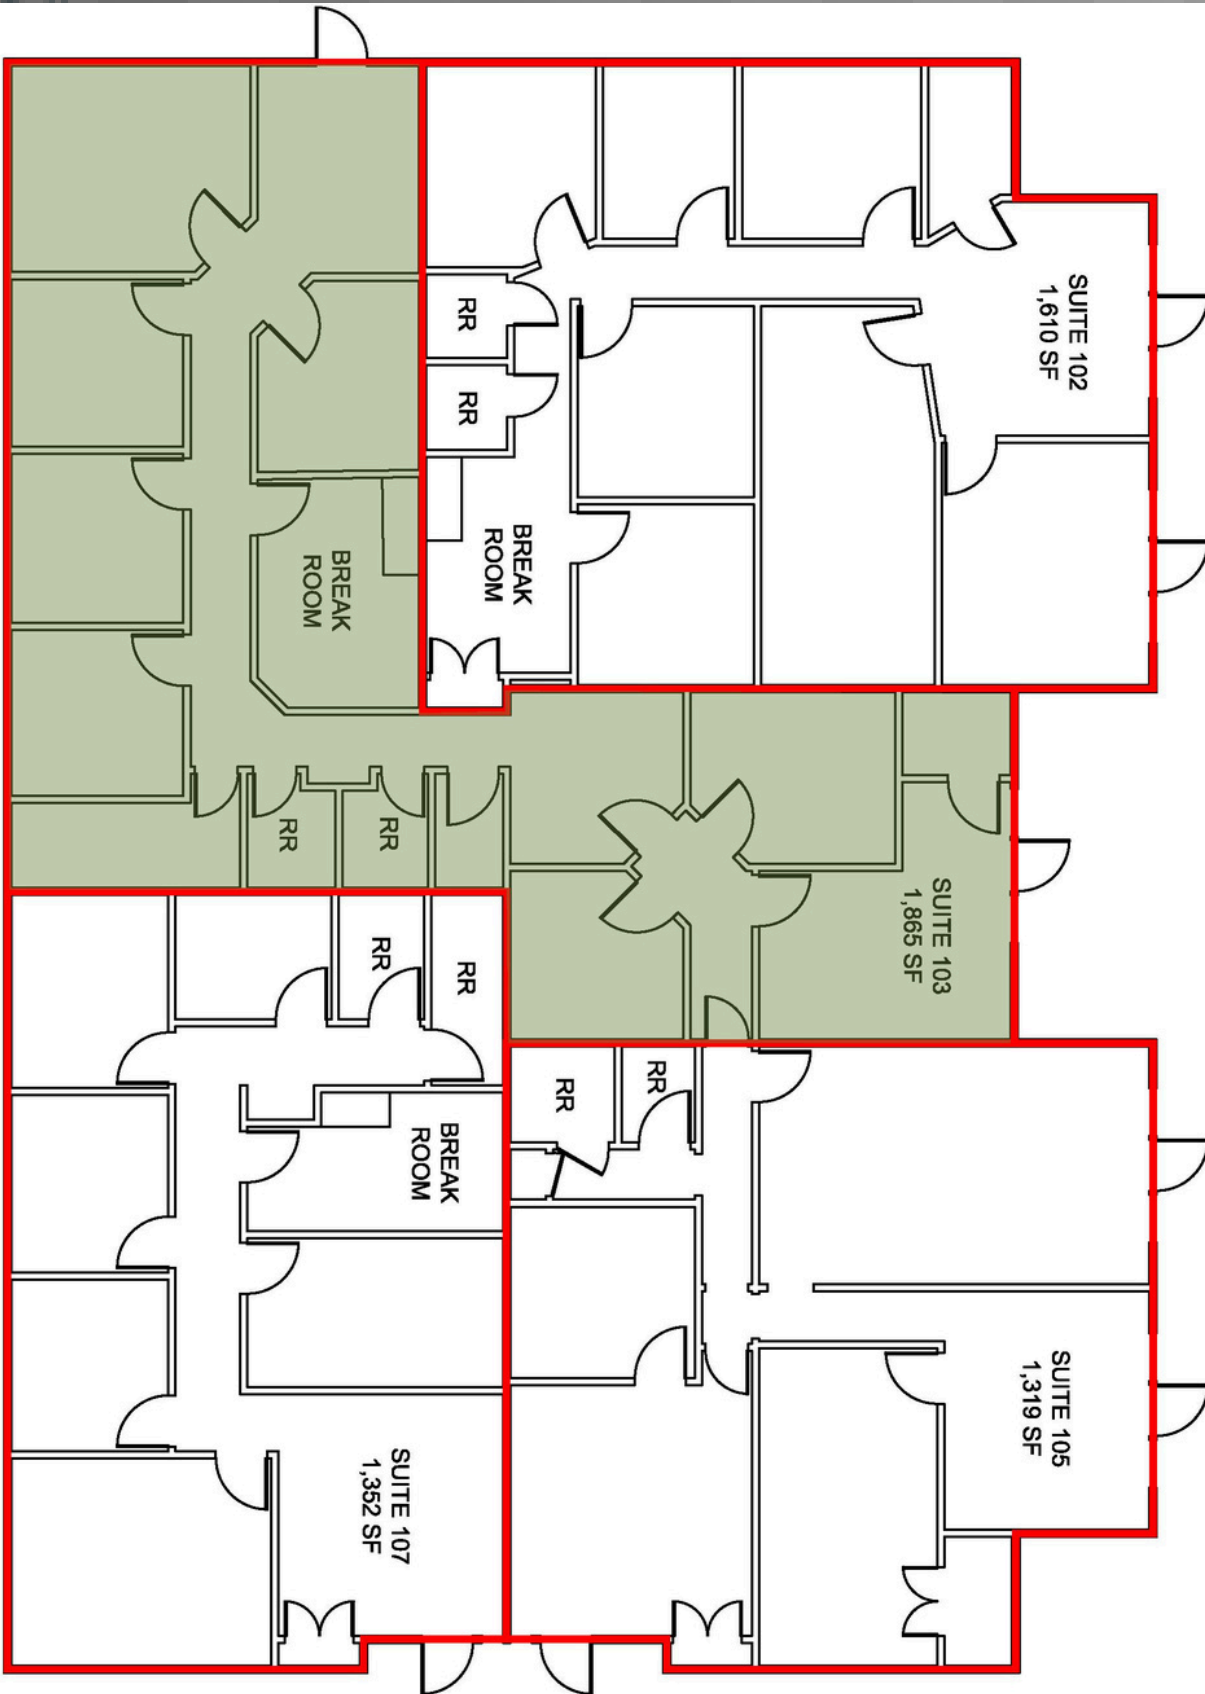 SUITE 102
1,610 SF
RR
RR
BREAK
ROOM
BREAK
ROOM
RR
RR
SUITE 103
1,865 SF
RR
RR
BREAK
ROOM
RR
RR
SUITE 105
1,319 SF
SUITE 107
1,352 SF